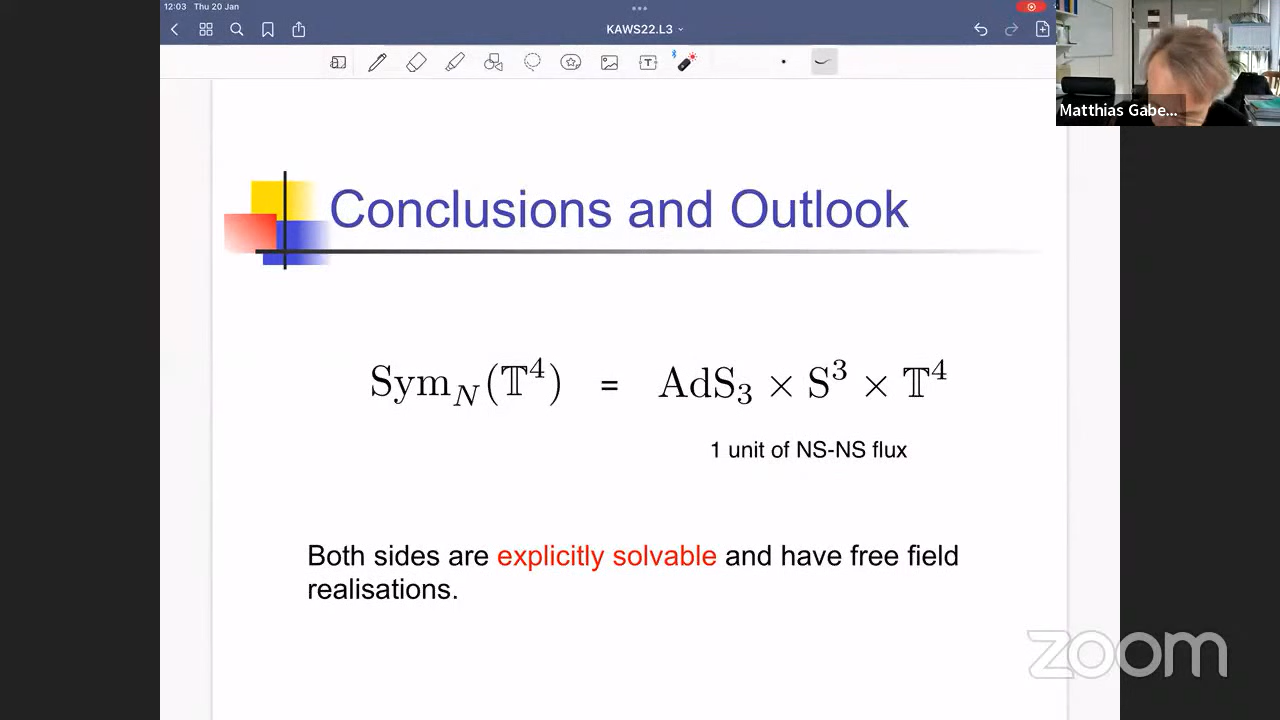 12:03 Thu 20 Jan
KAWS22.L3
Matthias Gabe...
Conclusions and Outlook
Sym_N(𝕋⁴) = AdS₃ × S³ × 𝕋⁴
1 unit of NS-NS flux
Both sides are explicitly solvable and have free field
realisations.
zoom